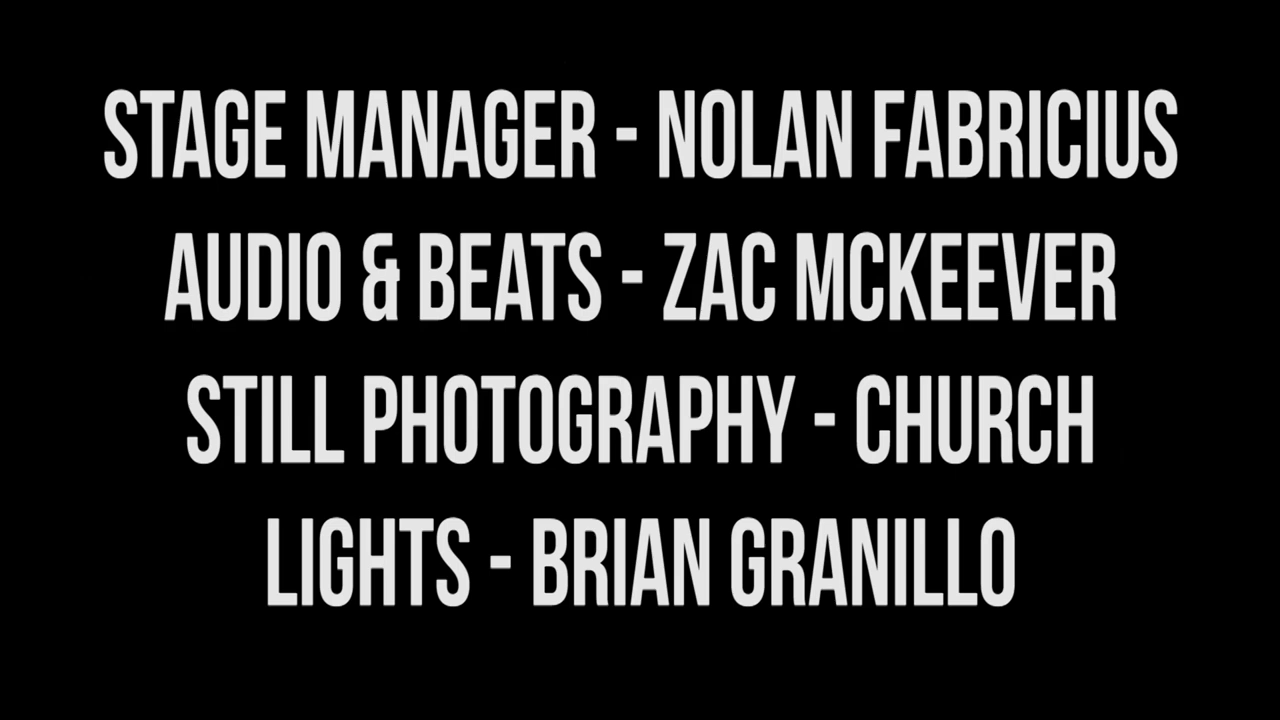 STAGE MANAGER - NOLAN FABRICIUS
AUDIO & BEATS - ZAC MCKEEVER
STILL PHOTOGRAPHY - CHURCH
LIGHTS - BRIAN GRANILLO